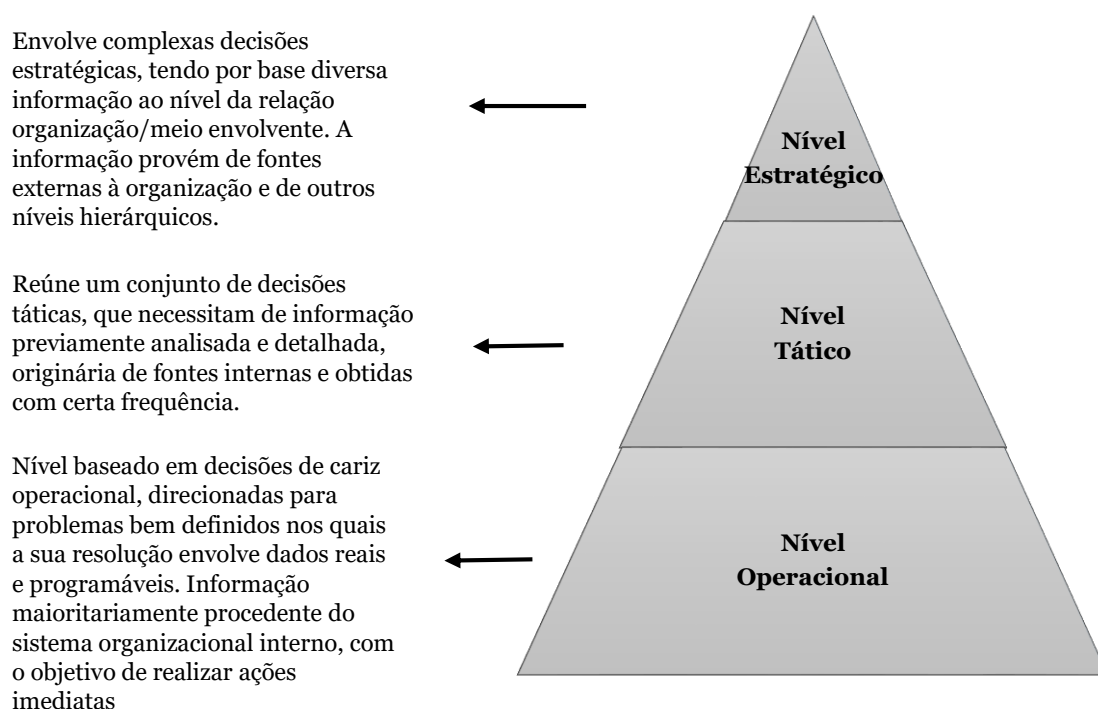 Envolve complexas decisões
estratégicas, tendo por base diversa
informação ao nível da relação
organização/meio envolvente. A
informação provém de fontes
externas à organização e de outros
níveis hierárquicos.
Nível
Estratégico
Reúne um conjunto de decisões
táticas, que necessitam de informação
previamente analisada e detalhada,
originária de fontes internas e obtidas
com certa frequência.
Nível
Tático
Nível baseado em decisões de cariz
operacional, direcionadas para
problemas bem definidos nos quais
a sua resolução envolve dados reais
e programáveis. Informação
maioritariamente procedente do
sistema organizacional interno, com
o objetivo de realizar ações
imediatas
Nível
Operacional